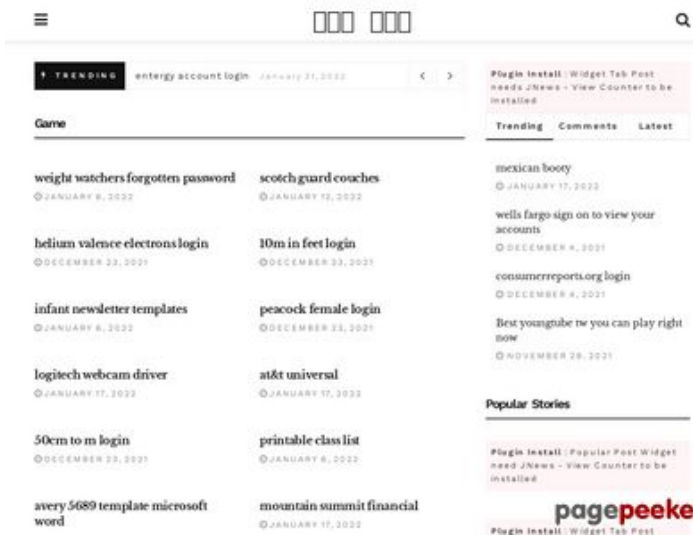 TRENDING entergy account login January 21, 2022
Game
weight watchers forgotten password
JANUARY 6, 2022
scotch guard couches
JANUARY 12, 2022
helium valence electrons login
DECEMBER 23, 2021
10m in feet login
DECEMBER 23, 2021
infant newsletter templates
JANUARY 6, 2022
peacock female login
DECEMBER 23, 2021
logitech webcam driver
JANUARY 17, 2022
at&t universal
JANUARY 17, 2022
50cm to m login
DECEMBER 23, 2021
printable class list
JANUARY 6, 2022
avery 5689 template microsoft
word
mountain summit financial
JANUARY 17, 2022
Plugin Install : Widget Tab Post
needs JNews - View Counter to be
installed
Trending Comments Latest
mexican booty
JANUARY 17, 2022
wells fargo sign on to view your
accounts
DECEMBER 4, 2021
consumerreports.org login
DECEMBER 4, 2021
Best youngtube tw you can play right
now
NOVEMBER 29, 2021
Popular Stories
Plugin Install : Popular Post Widget
need JNews - View Counter to be
installed
pagepeeke
Plugin Install : Widget Tab Post